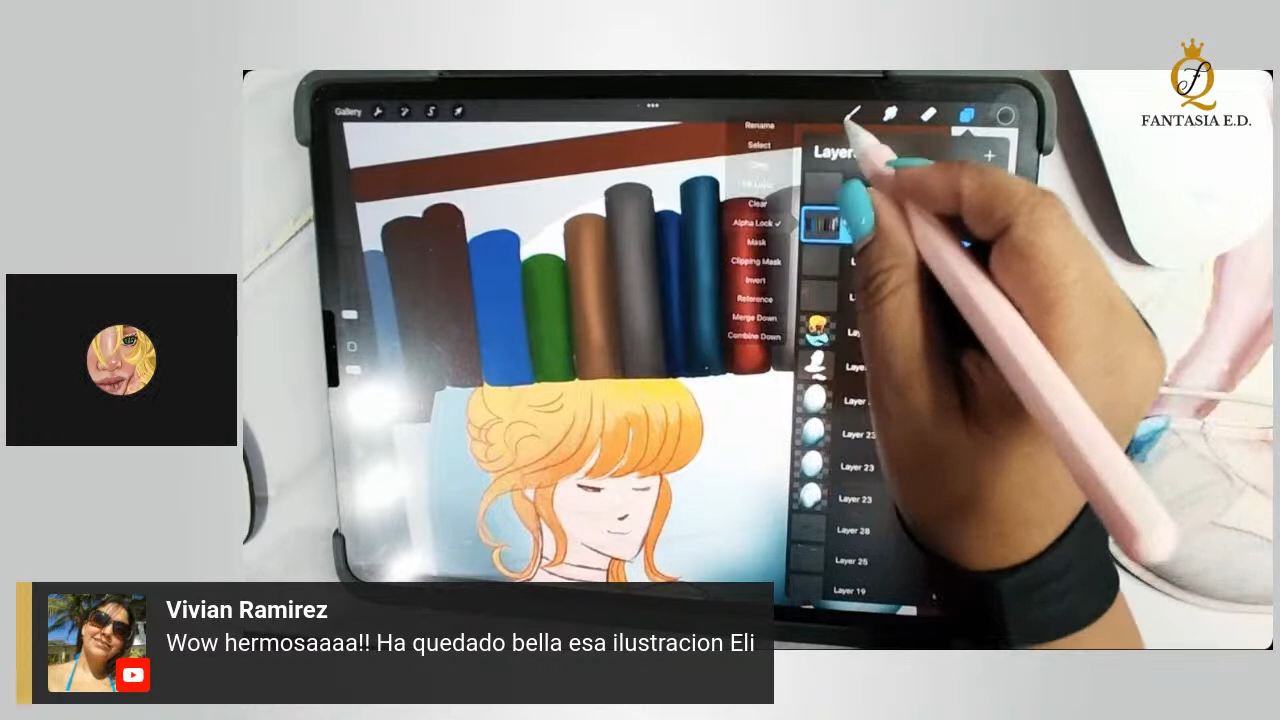 FANTASIA E.D.
Gallery
Rename
Select
Clear
Alpha Lock
Mask
Clipping Mask
Invert
Reference
Merge Down
Combine Down
Layer 23
Layer 23
Layer 23
Layer 28
Layer 25
Layer 19
Vivian Ramirez
Wow hermosaaaa!! Ha quedado bella esa ilustracion Eli